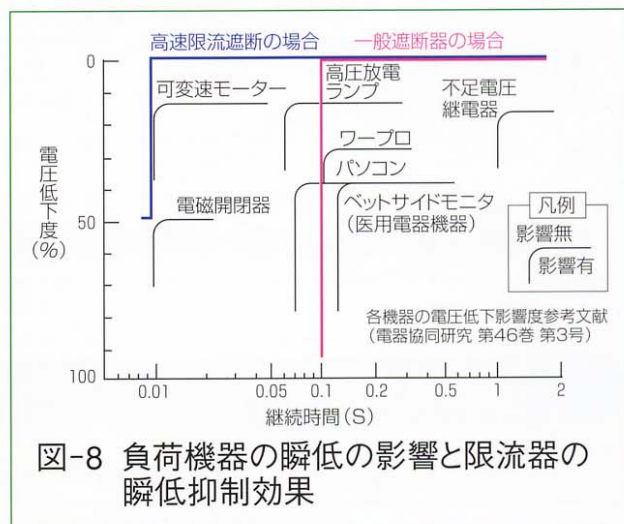 高速限流遮断の場合
一般遮断器の場合
0
50
100
電圧低下度
(%)
可変速モーター
高圧放電
ランプ
不足電圧
継電器
ワープロ
パソコン
電磁開閉器
ベットサイドモニタ
(医用電器機器)
凡例
影響無
影響有
各機器の電圧低下影響度参考文献
(電器協同研究 第46巻 第3号)
0.01 0.05 0.1 0.2 0.5 1 2
継続時間(S)
図-8 負荷機器の瞬低の影響と限流器の
瞬低抑制効果